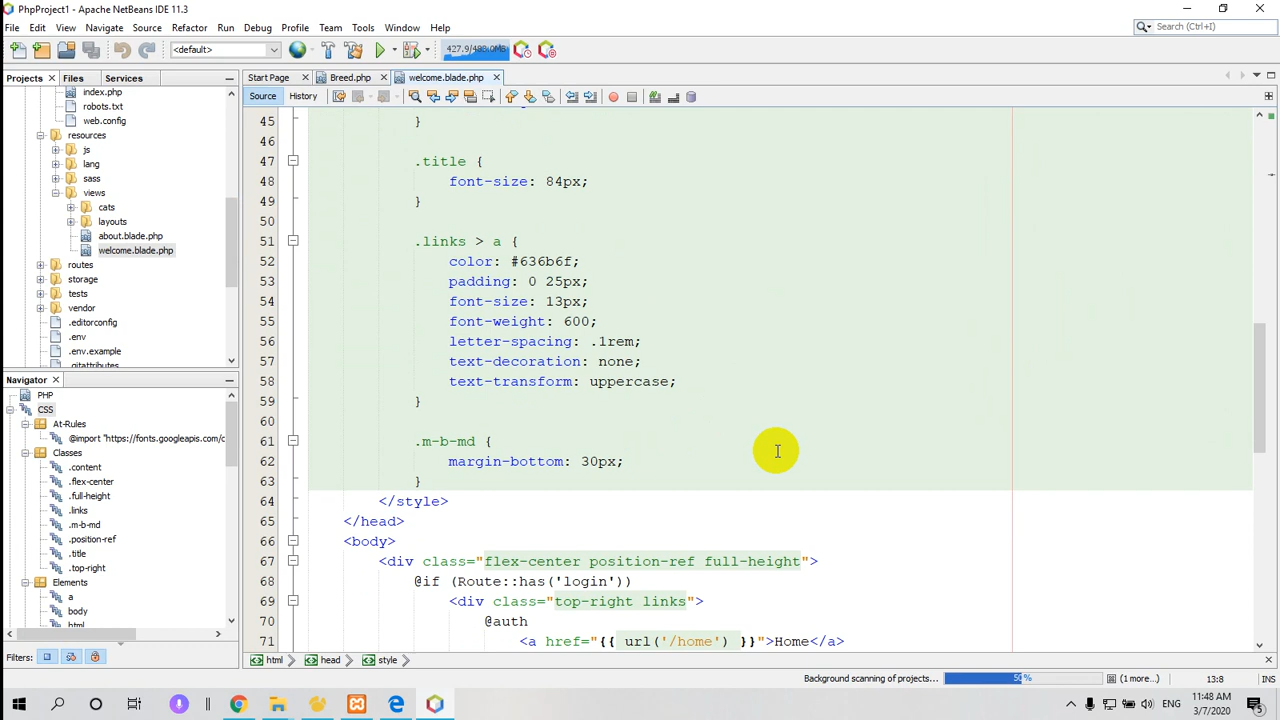 PhpProject1 - Apache NetBeans IDE 11.3
File Edit View Navigate Source Refactor Run Debug Profile Team Tools Window Help
Search (Ctrl+I)
<default>
427.9/498.0MB
Projects Files Services
Start Page Breed.php welcome.blade.php
Source History
index.php
robots.txt
web.config
resources
js
lang
sass
views
cats
layouts
about.blade.php
welcome.blade.php
routes
storage
tests
vendor
.editorconfig
.env
.env.example
.gitattributes
Navigator
PHP
CSS
At-Rules
@import "https://fonts.googleapis.com/c
Classes
.content
.flex-center
.full-height
.links
.m-b-md
.position-ref
.title
.top-right
Elements
a
body
html
Filters:
45 }
46
47 .title {
48 font-size: 84px;
49 }
50
51 .links > a {
52 color: #636b6f;
53 padding: 0 25px;
54 font-size: 13px;
55 font-weight: 600;
56 letter-spacing: .1rem;
57 text-decoration: none;
58 text-transform: uppercase;
59 }
60
61 .m-b-md {
62 margin-bottom: 30px;
63 }
64 </style>
65 </head>
66 <body>
67 <div class="flex-center position-ref full-height">
68 @if (Route::has('login'))
69 <div class="top-right links">
70 @auth
71 <a href="{{ url('/home') }}">Home</a>
html head style
Background scanning of projects... 50% (1 more...) 13:8 INS
ENG 11:48 AM 3/7/2020 5